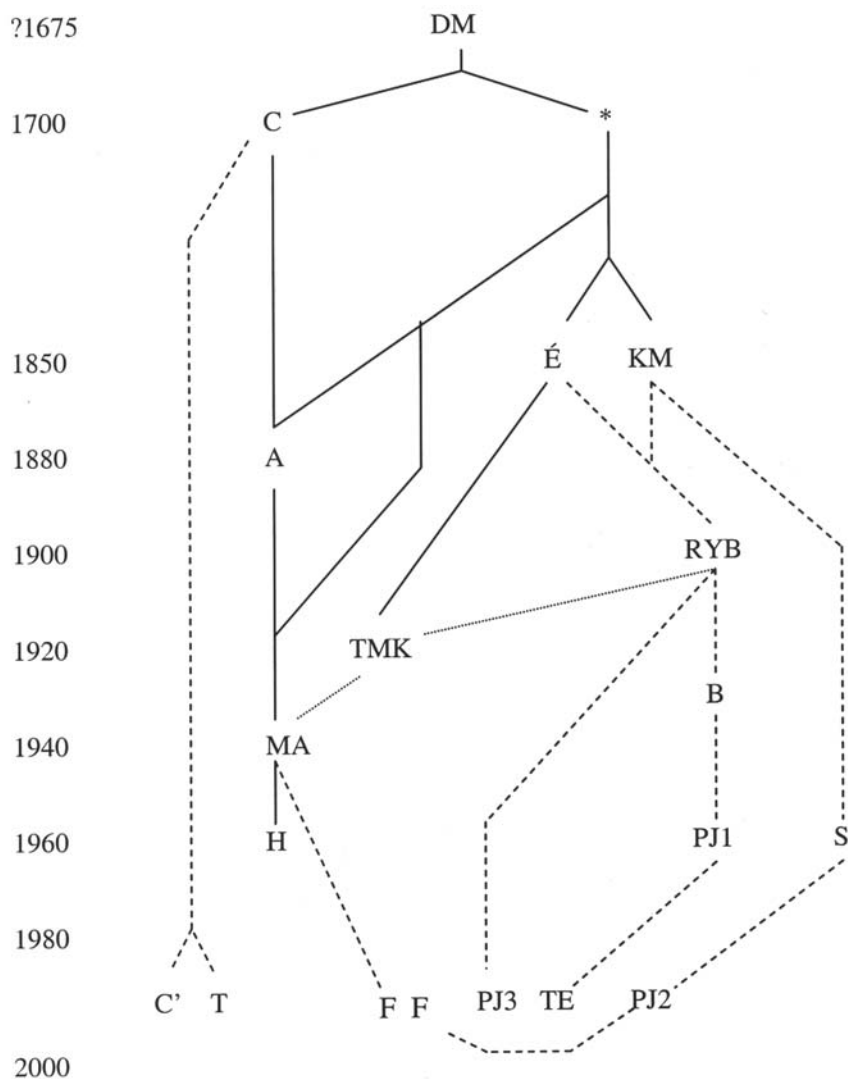 ?1675 DM
1700 C *
1850 É KM
1880 A
1900 RYB
1920 TMK
B
1940 MA
1960 H PJ1 S
1980
C' T F F PJ3 TE PJ2
2000